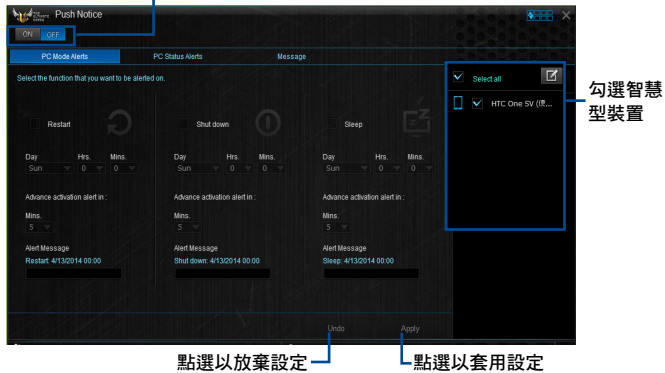 THE ULTIMATE FORCE Push Notice
ON OFF
PC Mode Alerts PC Status Alerts Message
Select the function that you want to be alerted on.
Select all
HTC One SV (使...
勾選智慧
型裝置
Restart Shut down Sleep
Day Hrs. Mins. Day Hrs. Mins. Day Hrs. Mins.
Sun 0 0 Sun 0 0 Sun 0 0
Advance activation alert in : Advance activation alert in : Advance activation alert in :
Mins. Mins. Mins.
5 5 5
Alert Message Alert Message Alert Message
Restart: 4/13/2014 00:00 Shut down: 4/13/2014 00:00 Sleep: 4/13/2014 00:00
Undo Apply
點選以放棄設定 點選以套用設定